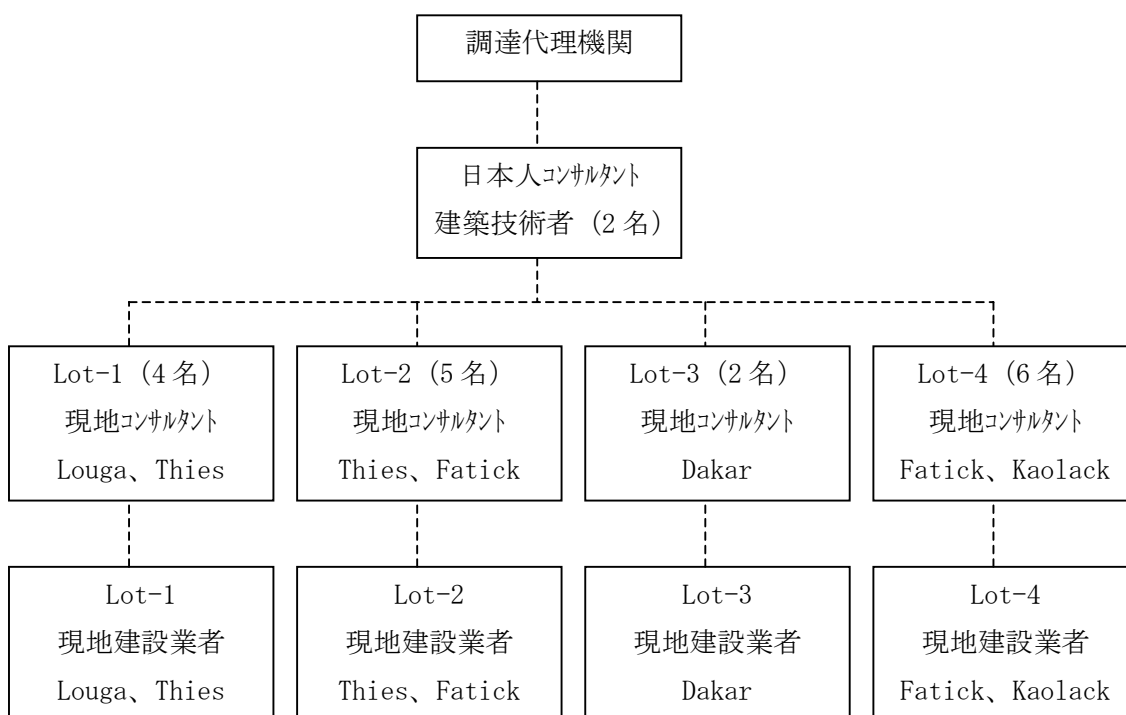 調達代理機関
日本人ｺﾝｻﾙﾀﾝﾄ
建築技術者（2 名）
Lot-1（4 名）
現地ｺﾝｻﾙﾀﾝﾄ
Louga、Thies
Lot-2（5 名）
現地ｺﾝｻﾙﾀﾝﾄ
Thies、Fatick
Lot-3（2 名）
現地ｺﾝｻﾙﾀﾝﾄ
Dakar
Lot-4（6 名）
現地ｺﾝｻﾙﾀﾝﾄ
Fatick、Kaolack
Lot-1
現地建設業者
Louga、Thies
Lot-2
現地建設業者
Thies、Fatick
Lot-3
現地建設業者
Dakar
Lot-4
現地建設業者
Fatick、Kaolack